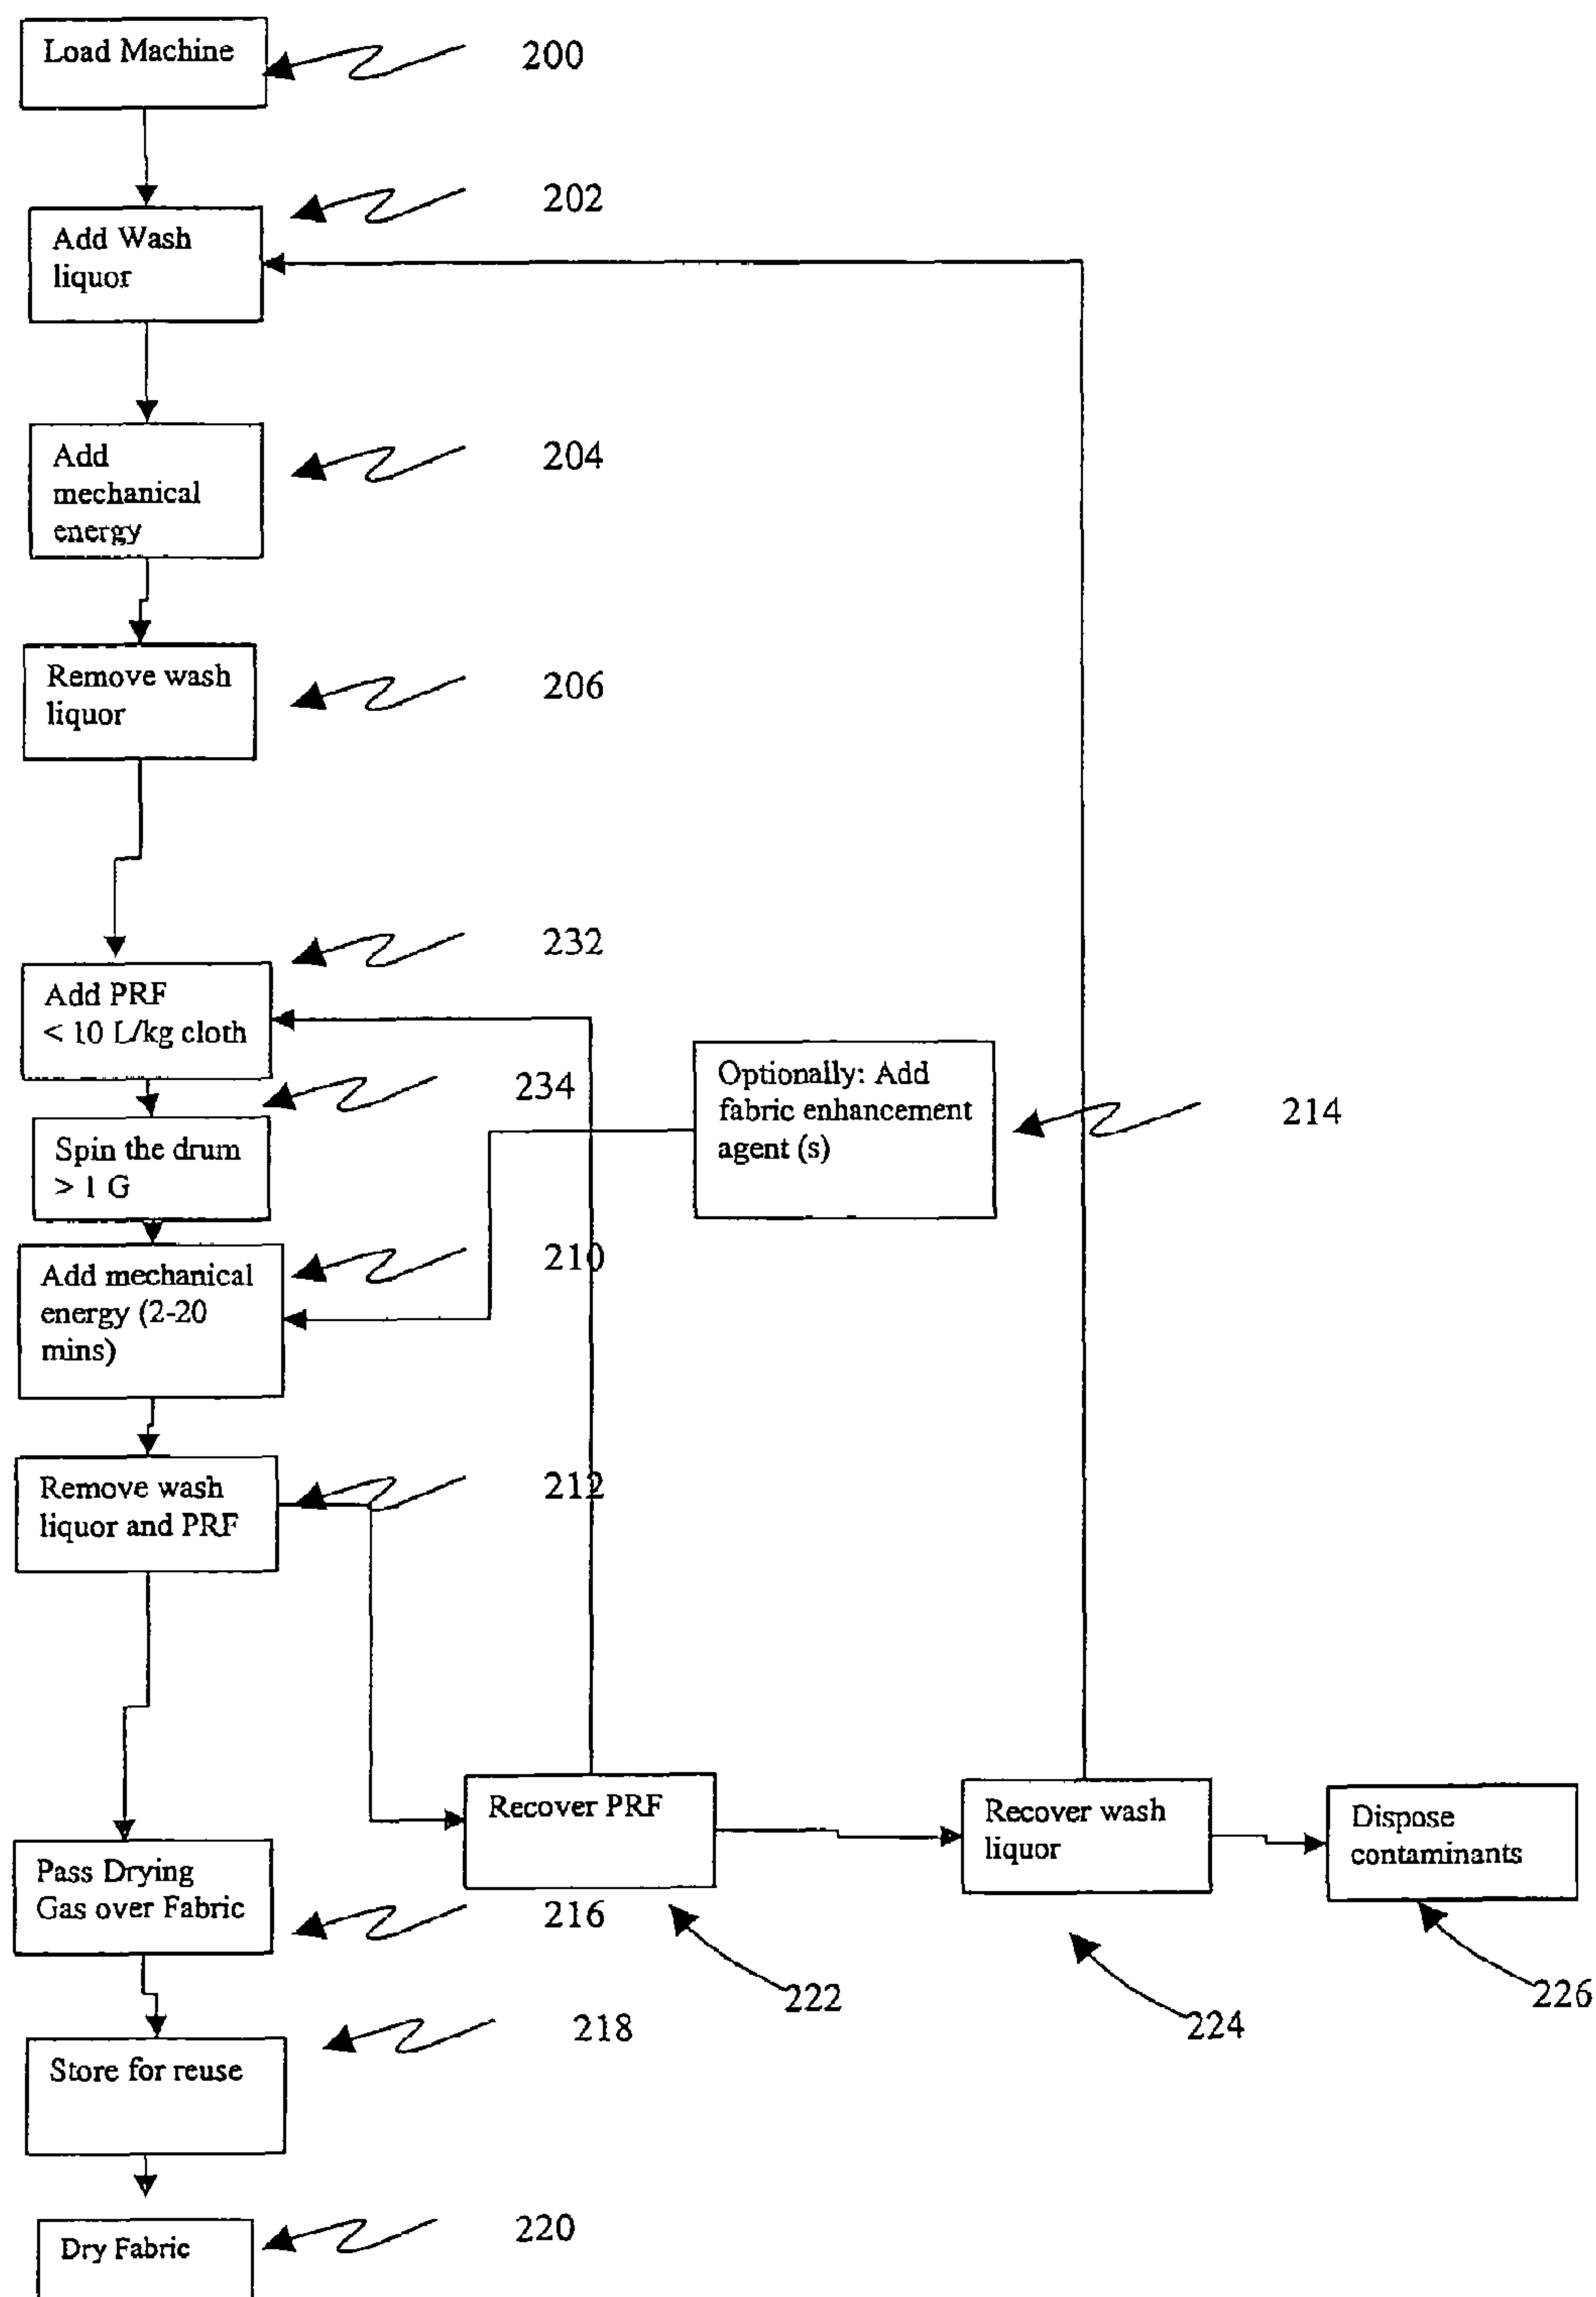 Load Machine
200
202
Add Wash
liquor
204
Add
mechanical
energy
206
Remove wash
liquor
232
Add PRF
< 10 L/kg cloth
234
Spin the drum
> 1 G
Optionally: Add
fabric enhancement
agent (s)
214
210
Add mechanical
energy (2-20
mins)
212
Remove wash
liquor and PRF
Recover PRF
Recover wash
liquor
Dispose
contaminants
Pass Drying
Gas over Fabric
216
222
224
226
218
Store for reuse
220
Dry Fabric